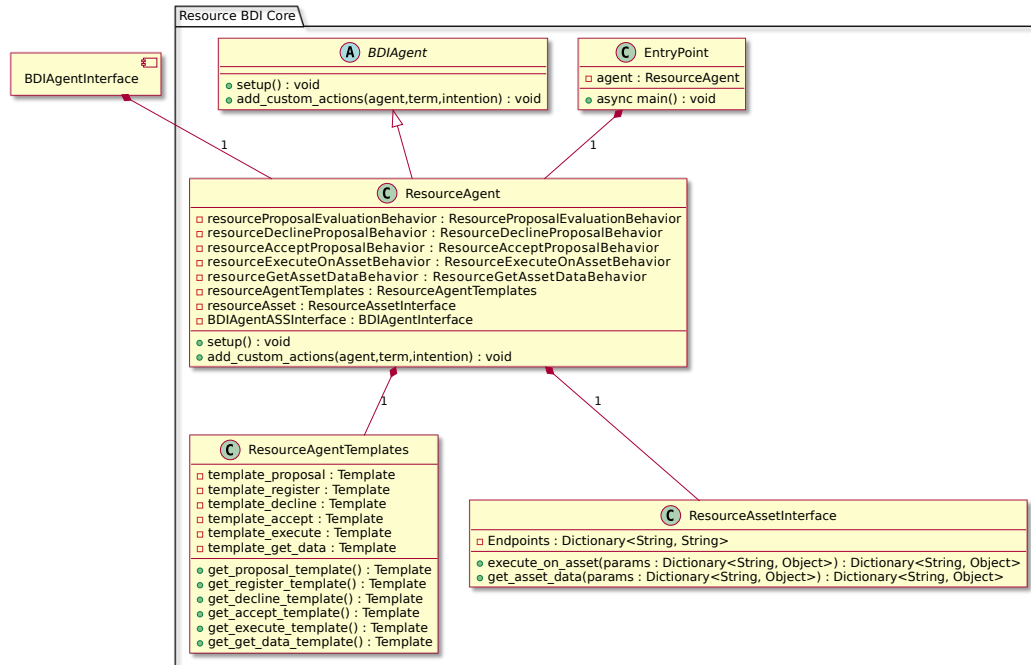 Resource BDI Core
BDIAgentInterface
A BDIAgent
setup() : void
add_custom_actions(agent,term,intention) : void
C EntryPoint
agent : ResourceAgent
async main() : void
1
1
C ResourceAgent
resourceProposalEvaluationBehavior : ResourceProposalEvaluationBehavior
resourceDeclineProposalBehavior : ResourceDeclineProposalBehavior
resourceAcceptProposalBehavior : ResourceAcceptProposalBehavior
resourceExecuteOnAssetBehavior : ResourceExecuteOnAssetBehavior
resourceGetAssetDataBehavior : ResourceGetAssetDataBehavior
resourceAgentTemplates : ResourceAgentTemplates
resourceAsset : ResourceAssetInterface
BDIAgentASSInterface : BDIAgentInterface
setup() : void
add_custom_actions(agent,term,intention) : void
1
1
C ResourceAgentTemplates
template_proposal : Template
template_register : Template
template_decline : Template
template_accept : Template
template_execute : Template
template_get_data : Template
get_proposal_template() : Template
get_register_template() : Template
get_decline_template() : Template
get_accept_template() : Template
get_execute_template() : Template
get_get_data_template() : Template
C ResourceAssetInterface
Endpoints : Dictionary<String, String>
execute_on_asset(params : Dictionary<String, Object>) : Dictionary<String, Object>
get_asset_data(params : Dictionary<String, Object>) : Dictionary<String, Object>